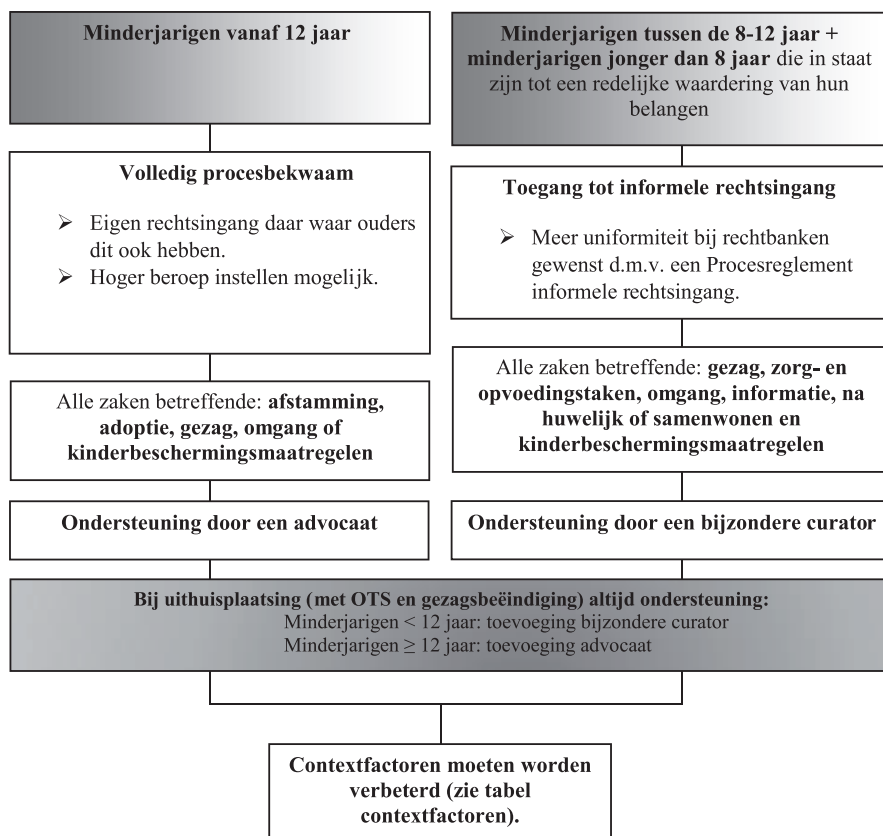 Minderjarigen vanaf 12 jaar
Volledig procesbekwaam
➢ Eigen rechtsingang daar waar ouders
dit ook hebben.
➢ Hoger beroep instellen mogelijk.
Alle zaken betreffende: afstamming,
adoptie, gezag, omgang of
kinderbeschermingsmaatregelen
Ondersteuning door een advocaat
Minderjarigen tussen de 8-12 jaar +
minderjarigen jonger dan 8 jaar die in staat
zijn tot een redelijke waardering van hun
belangen
Toegang tot informele rechtsingang
➢ Meer uniformiteit bij rechtbanken
gewenst d.m.v. een Procesreglement
informele rechtsingang.
Alle zaken betreffende: gezag, zorg- en
opvoedingstaken, omgang, informatie, na
huwelijk of samenwonen en
kinderbeschermingsmaatregelen
Ondersteuning door een bijzondere curator
Bij uithuisplaatsing (met OTS en gezagsbeëindiging) altijd ondersteuning:
Minderjarigen < 12 jaar: toevoeging bijzondere curator
Minderjarigen ≥ 12 jaar: toevoeging advocaat
Contextfactoren moeten worden
verbeterd (zie tabel
contextfactoren).